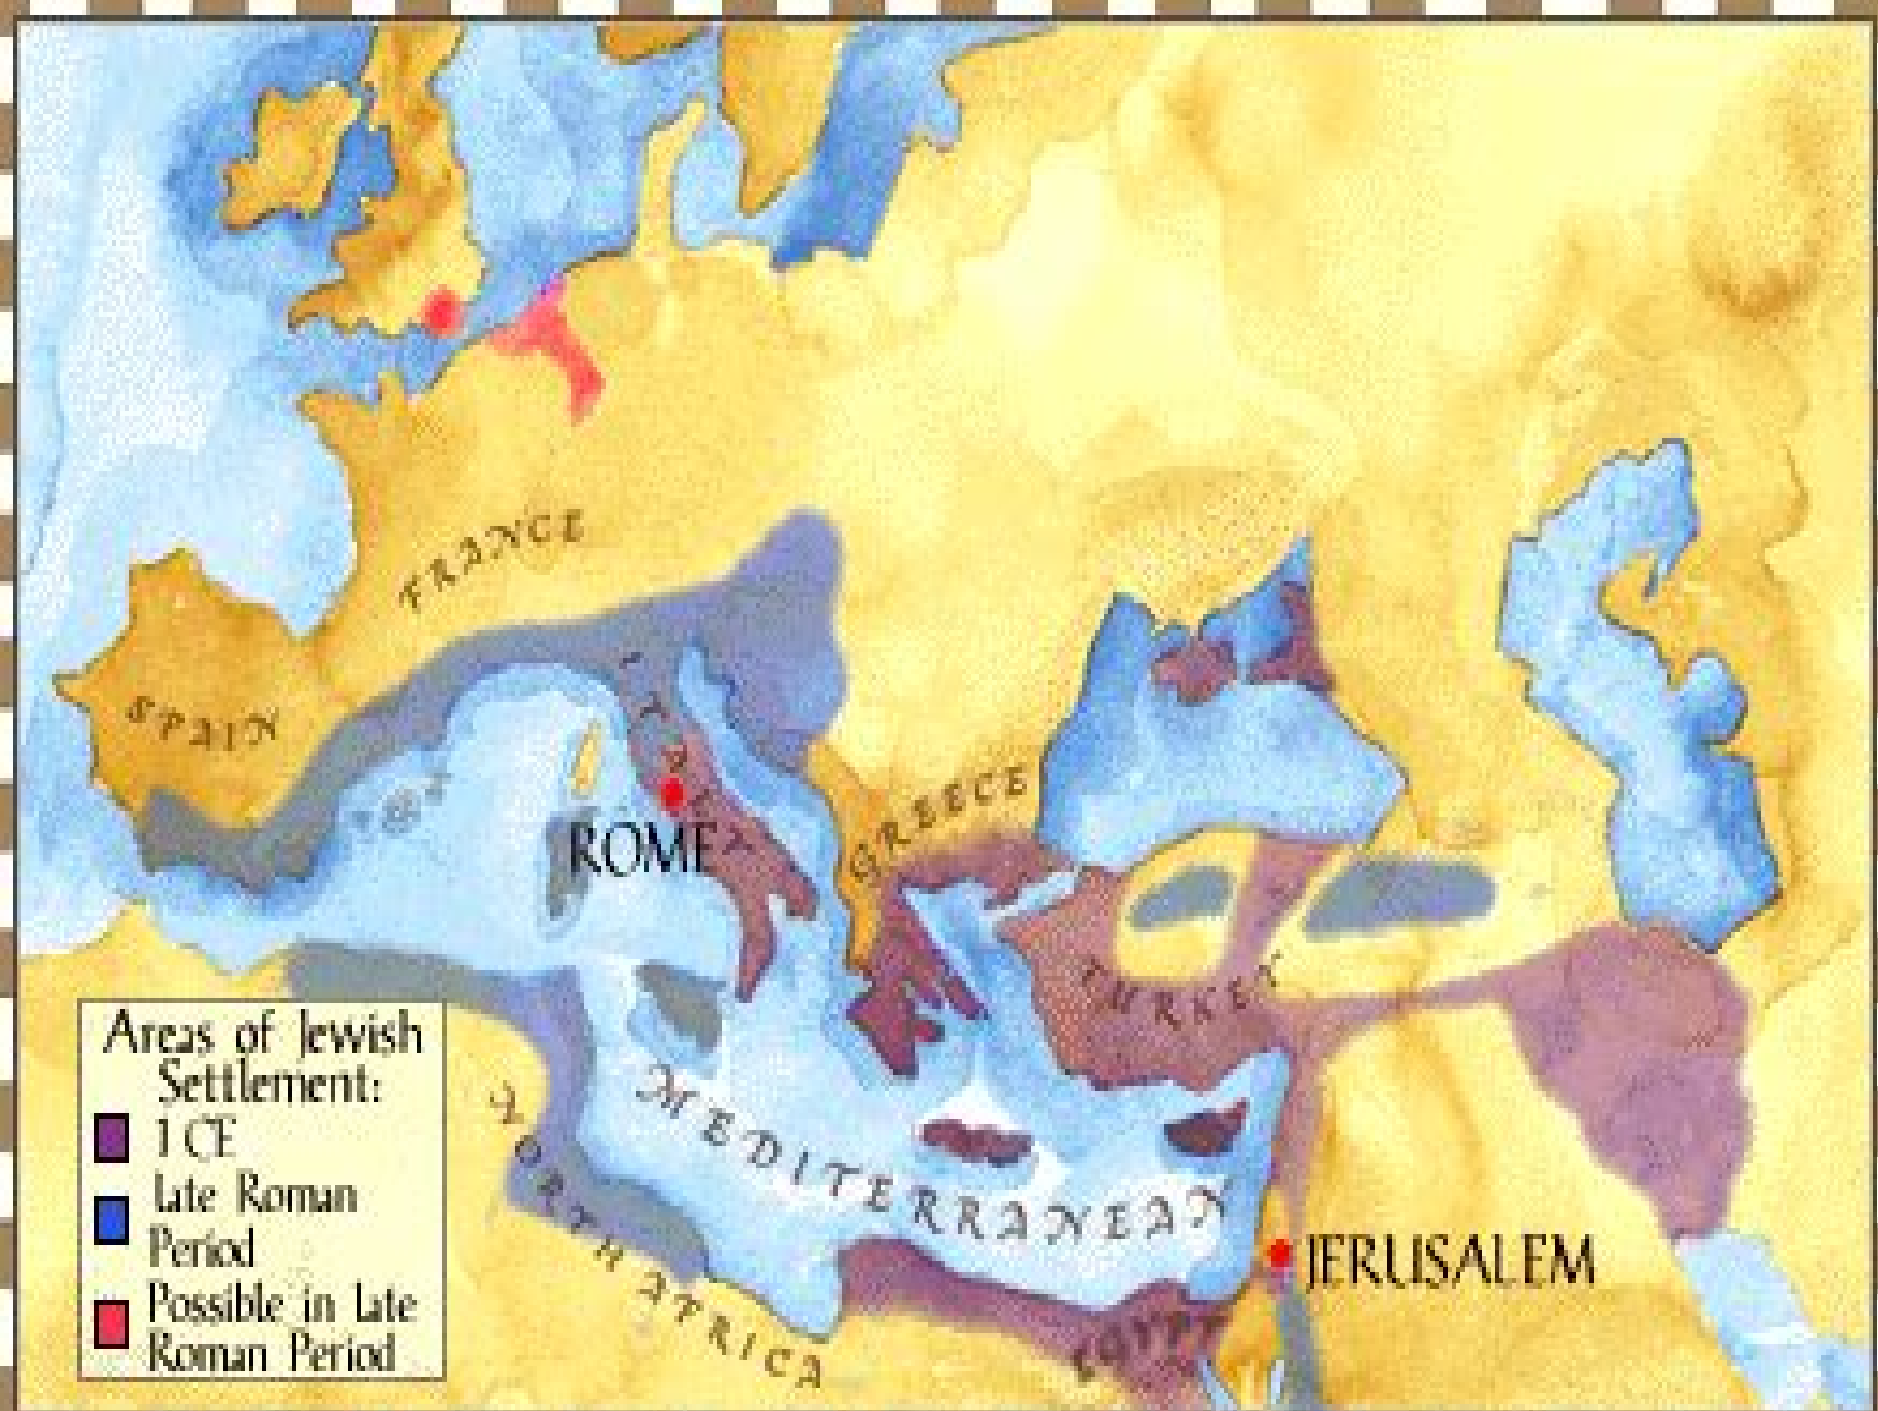 FRANCE
SPAIN
ITALY
ROME
GREECE
TURKEY
MEDITERRANEAN
NORTH AFRICA
EGYPT
JERUSALEM
Areas of Jewish
Settlement:
1 CE
late Roman
Period
Possible in late
Roman Period